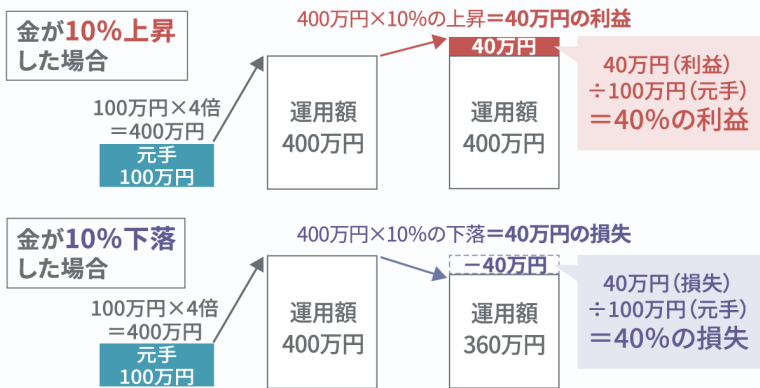 金が10%上昇
した場合
400万円×10%の上昇＝40万円の利益
100万円×4倍
＝400万円
元手
100万円
運用額
400万円
40万円
運用額
400万円
40万円（利益）
÷100万円（元手）
＝40%の利益
金が10%下落
した場合
400万円×10%の下落＝40万円の損失
100万円×4倍
＝400万円
元手
100万円
運用額
400万円
－40万円
運用額
360万円
40万円（損失）
÷100万円（元手）
＝40%の損失